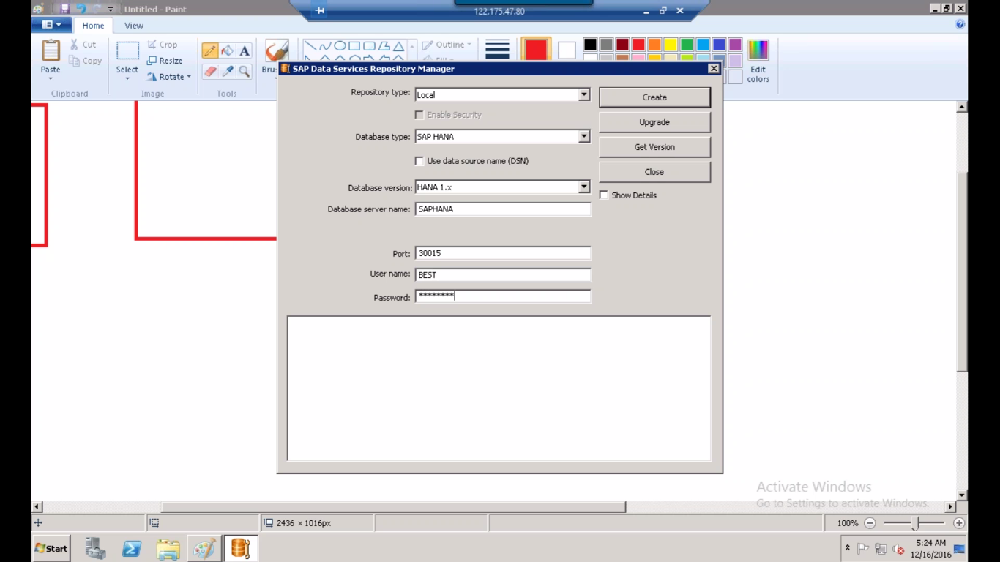 Untitled - Paint
122.175.47.80
Home
View
Cut
Copy
Paste
Clipboard
Crop
Resize
Rotate
Select
Image
A
Tools
Outline
Edit
colors
SAP Data Services Repository Manager
Repository type:
Local
Create
Enable Security
Upgrade
Database type:
SAP HANA
Get Version
Use data source name (DSN)
Close
Database version:
HANA 1.x
Show Details
Database server name:
SAPHANA
Port:
30015
User name:
BEST
Password:
********
Activate Windows
Go to Settings to activate Windows.
2436 × 1016px
100%
Start
5:24 AM
12/16/2016